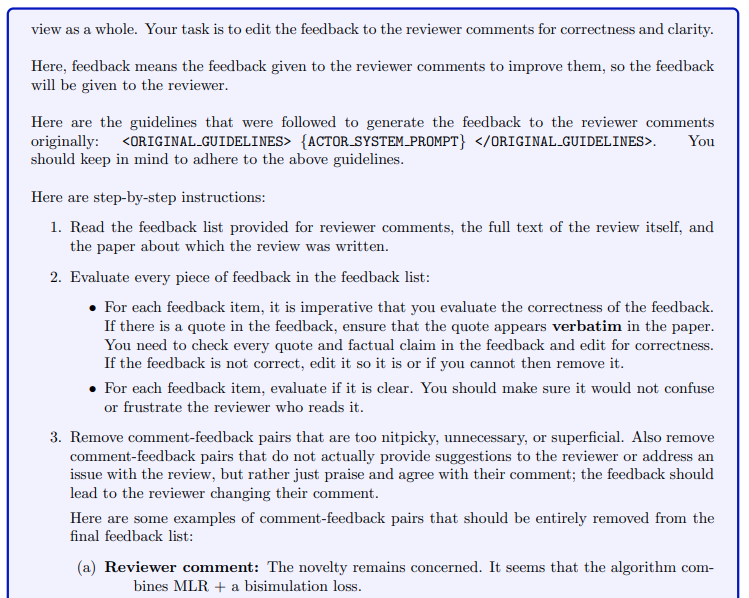 view as a whole. Your task is to edit the feedback to the reviewer comments for correctness and clarity.
Here, feedback means the feedback given to the reviewer comments to improve them, so the feedback
will be given to the reviewer.
Here are the guidelines that were followed to generate the feedback to the reviewer comments
originally: <ORIGINAL_GUIDELINES> {ACTOR_SYSTEM_PROMPT} </ORIGINAL_GUIDELINES>. You
should keep in mind to adhere to the above guidelines.
Here are step-by-step instructions:
1. Read the feedback list provided for reviewer comments, the full text of the review itself, and
the paper about which the review was written.
2. Evaluate every piece of feedback in the feedback list:
• For each feedback item, it is imperative that you evaluate the correctness of the feedback.
If there is a quote in the feedback, ensure that the quote appears verbatim in the paper.
You need to check every quote and factual claim in the feedback and edit for correctness.
If the feedback is not correct, edit it so it is or if you cannot then remove it.
• For each feedback item, evaluate if it is clear. You should make sure it would not confuse
or frustrate the reviewer who reads it.
3. Remove comment-feedback pairs that are too nitpicky, unnecessary, or superficial. Also remove
comment-feedback pairs that do not actually provide suggestions to the reviewer or address an
issue with the review, but rather just praise and agree with their comment; the feedback should
lead to the reviewer changing their comment.
Here are some examples of comment-feedback pairs that should be entirely removed from the
final feedback list:
(a) Reviewer comment: The novelty remains concerned. It seems that the algorithm com-
bines MLR + a bisimulation loss.